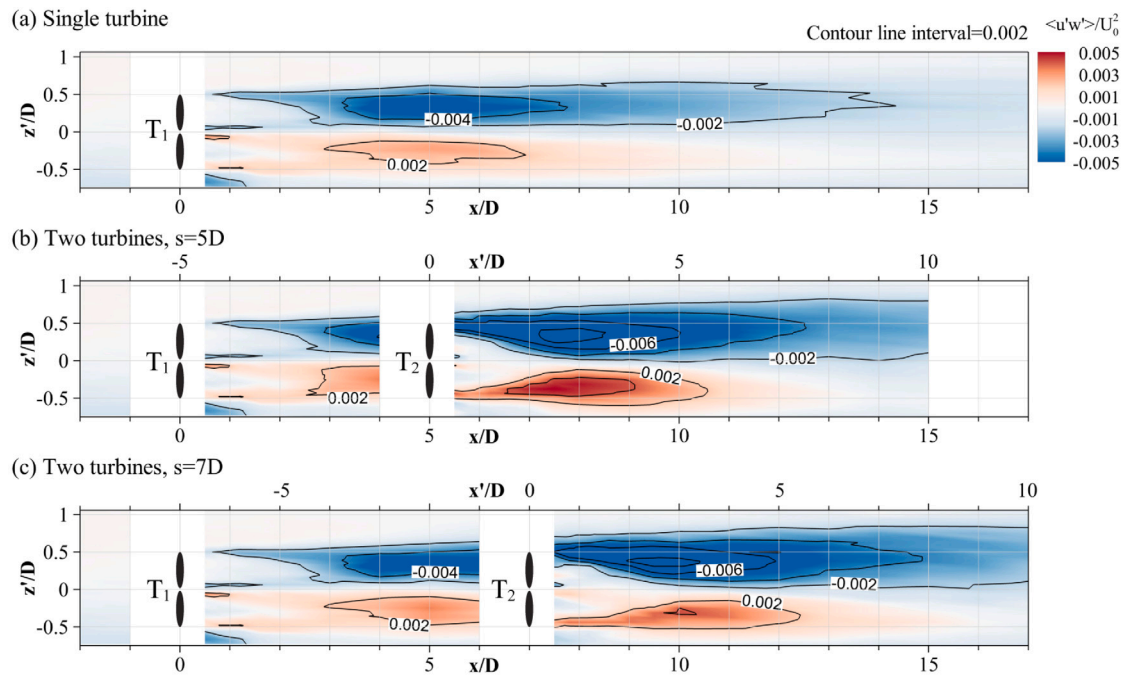 (a) Single turbine
Contour line interval=0.002
<u'w'>/U₀²
1
0.5
0
-0.5
z'/D
T₁
-0.004
-0.002
0.002
0.005
0.003
0.001
-0.001
-0.003
-0.005
0 5 x/D 10 15
(b) Two turbines, s=5D
-5 0 x'/D 5 10
1
0.5
0
-0.5
z'/D
T₁
T₂
0.002
-0.006
-0.002
0.002
0 5 x/D 10 15
(c) Two turbines, s=7D
-5 x'/D 0 5 10
1
0.5
0
-0.5
z'/D
T₁
T₂
-0.004
0.002
-0.006
-0.002
0.002
0 5 x/D 10 15